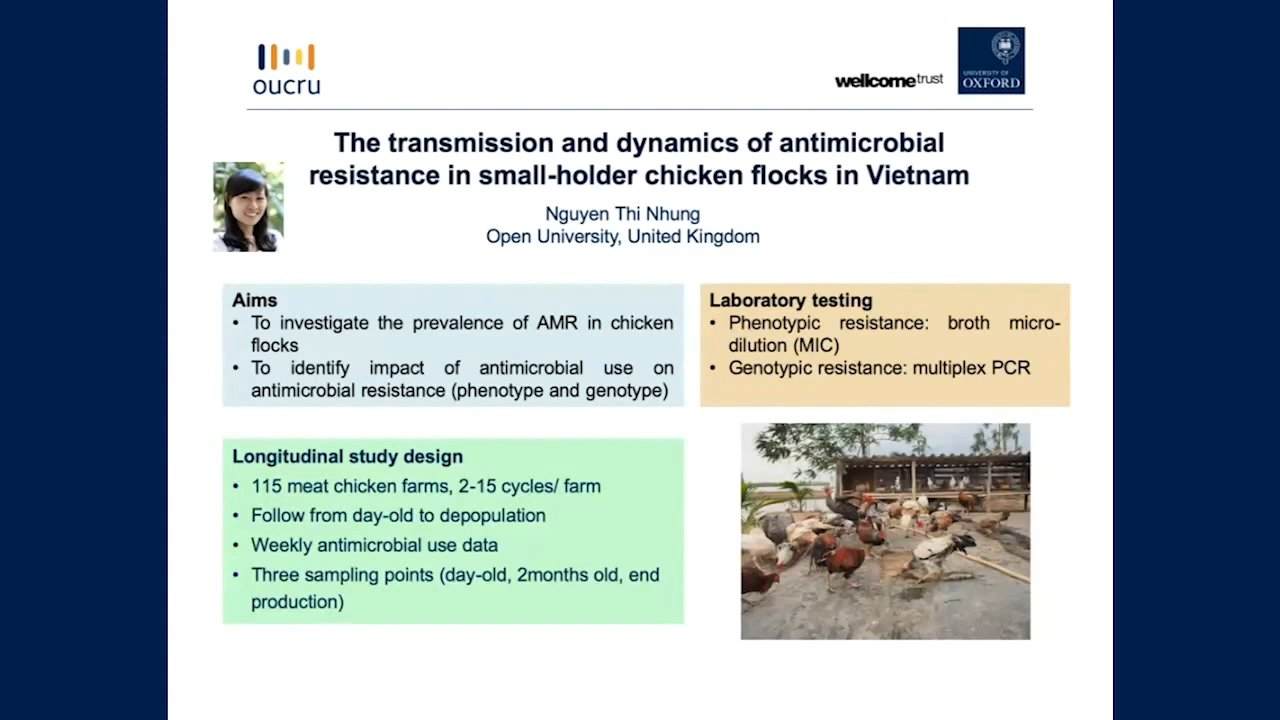 oucru
wellcometrust
UNIVERSITY OF
OXFORD
The transmission and dynamics of antimicrobial
resistance in small-holder chicken flocks in Vietnam
Nguyen Thi Nhung
Open University, United Kingdom
Aims
• To investigate the prevalence of AMR in chicken
flocks
• To identify impact of antimicrobial use on
antimicrobial resistance (phenotype and genotype)
Laboratory testing
• Phenotypic resistance: broth micro-
dilution (MIC)
• Genotypic resistance: multiplex PCR
Longitudinal study design
• 115 meat chicken farms, 2-15 cycles/ farm
• Follow from day-old to depopulation
• Weekly antimicrobial use data
• Three sampling points (day-old, 2months old, end
production)